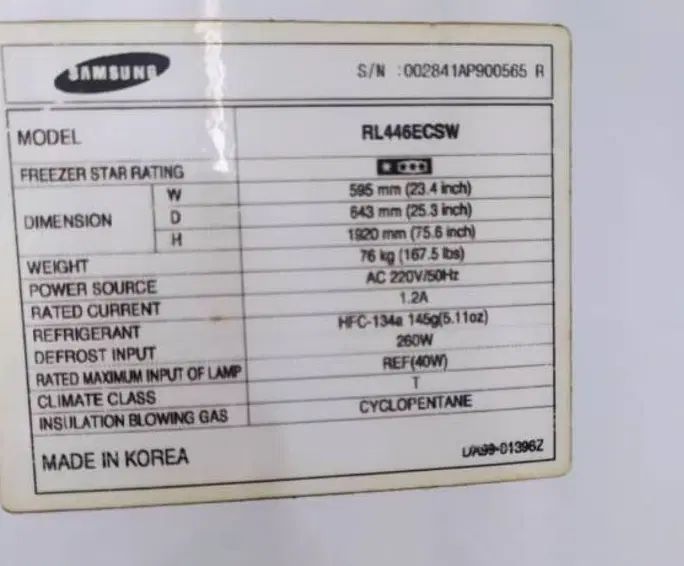 SAMSUNG
S/N :002841AP900565 R
MODEL RL446ECSW
FREEZER STAR RATING
DIMENSION W 595 mm (23.4 inch)
D 643 mm (25.3 inch)
H 1920 mm (75.6 inch)
WEIGHT 76 kg (167.5 lbs)
POWER SOURCE AC 220V/50Hz
RATED CURRENT 1.2A
REFRIGERANT HFC-134a 145g(5.11oz)
DEFROST INPUT 260W
RATED MAXIMUM INPUT OF LAMP REF(40W)
CLIMATE CLASS T
INSULATION BLOWING GAS CYCLOPENTANE
MADE IN KOREA
DA99-01396Z